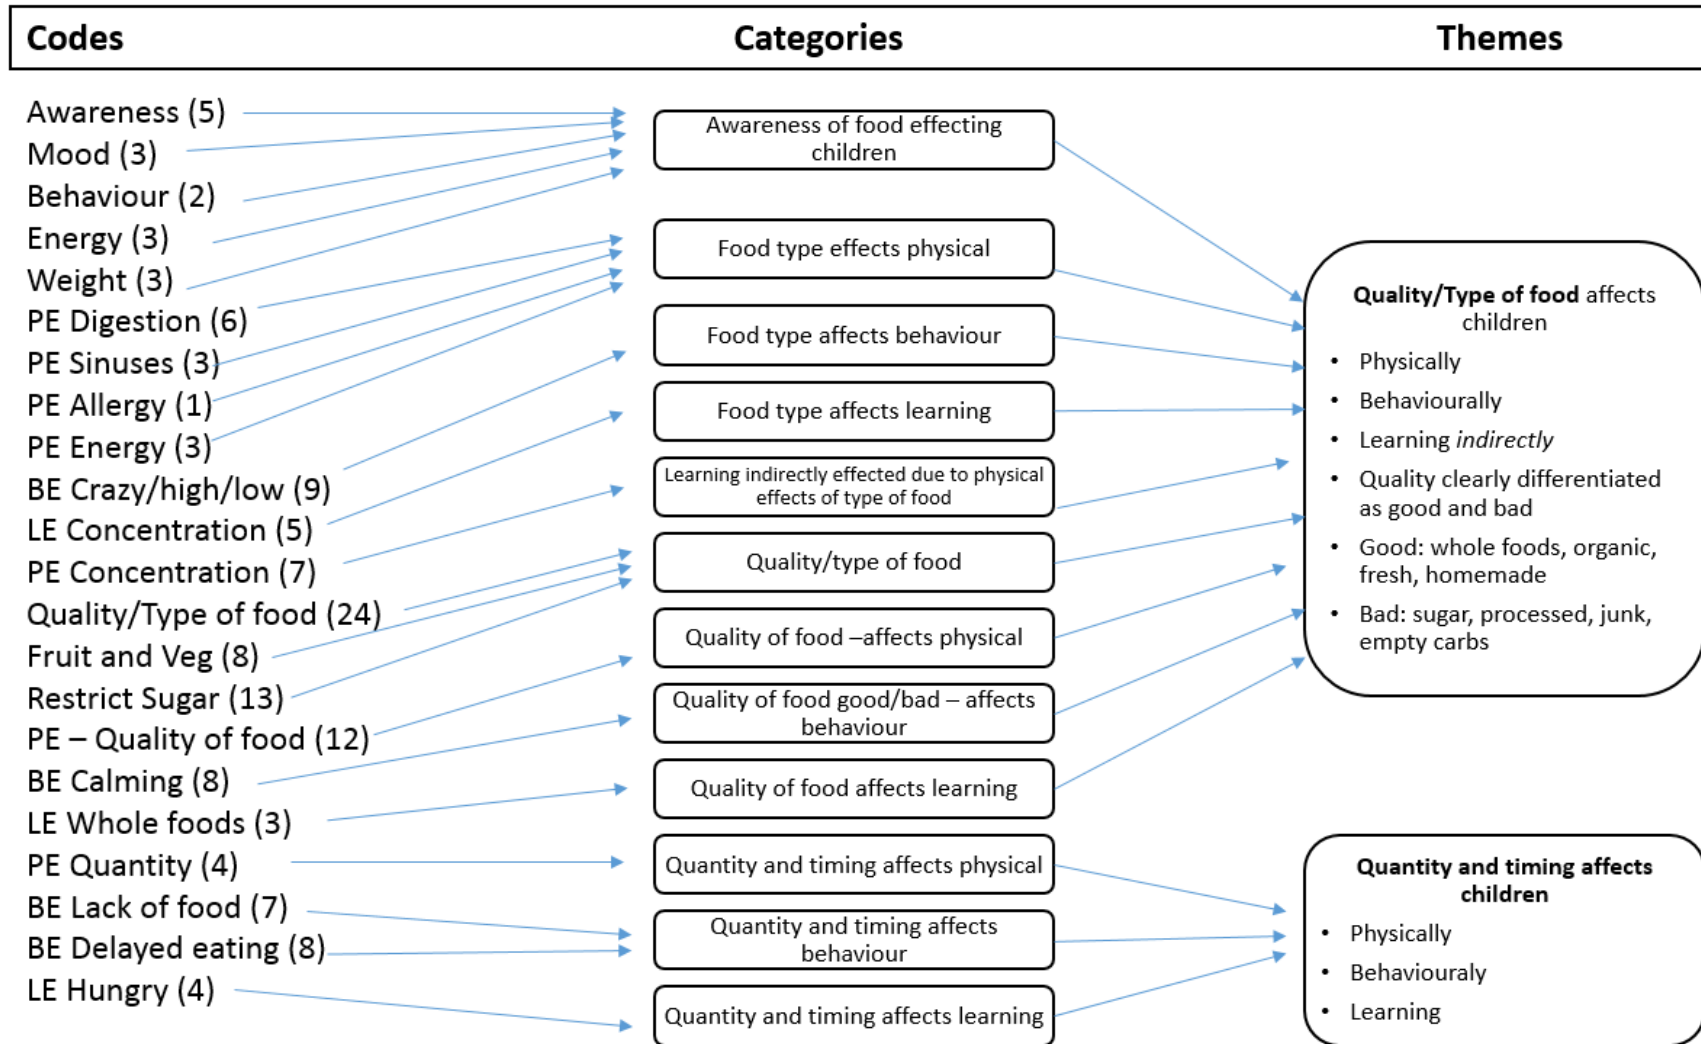 Codes
Categories
Themes
Awareness (5)
Mood (3)
Behaviour (2)
Energy (3)
Weight (3)
PE Digestion (6)
PE Sinuses (3)
PE Allergy (1)
PE Energy (3)
BE Crazy/high/low (9)
LE Concentration (5)
PE Concentration (7)
Quality/Type of food (24)
Fruit and Veg (8)
Restrict Sugar (13)
PE – Quality of food (12)
BE Calming (8)
LE Whole foods (3)
PE Quantity (4)
BE Lack of food (7)
BE Delayed eating (8)
LE Hungry (4)
Awareness of food effecting
children
Food type effects physical
Food type affects behaviour
Food type affects learning
Learning indirectly effected due to physical
effects of type of food
Quality/type of food
Quality of food –affects physical
Quality of food good/bad – affects
behaviour
Quality of food affects learning
Quantity and timing affects physical
Quantity and timing affects
behaviour
Quantity and timing affects learning
Quality/Type of food affects
children
• Physically
• Behaviourally
• Learning indirectly
• Quality clearly differentiated
as good and bad
• Good: whole foods, organic,
fresh, homemade
• Bad: sugar, processed, junk,
empty carbs
Quantity and timing affects
children
• Physically
• Behaviouraly
• Learning